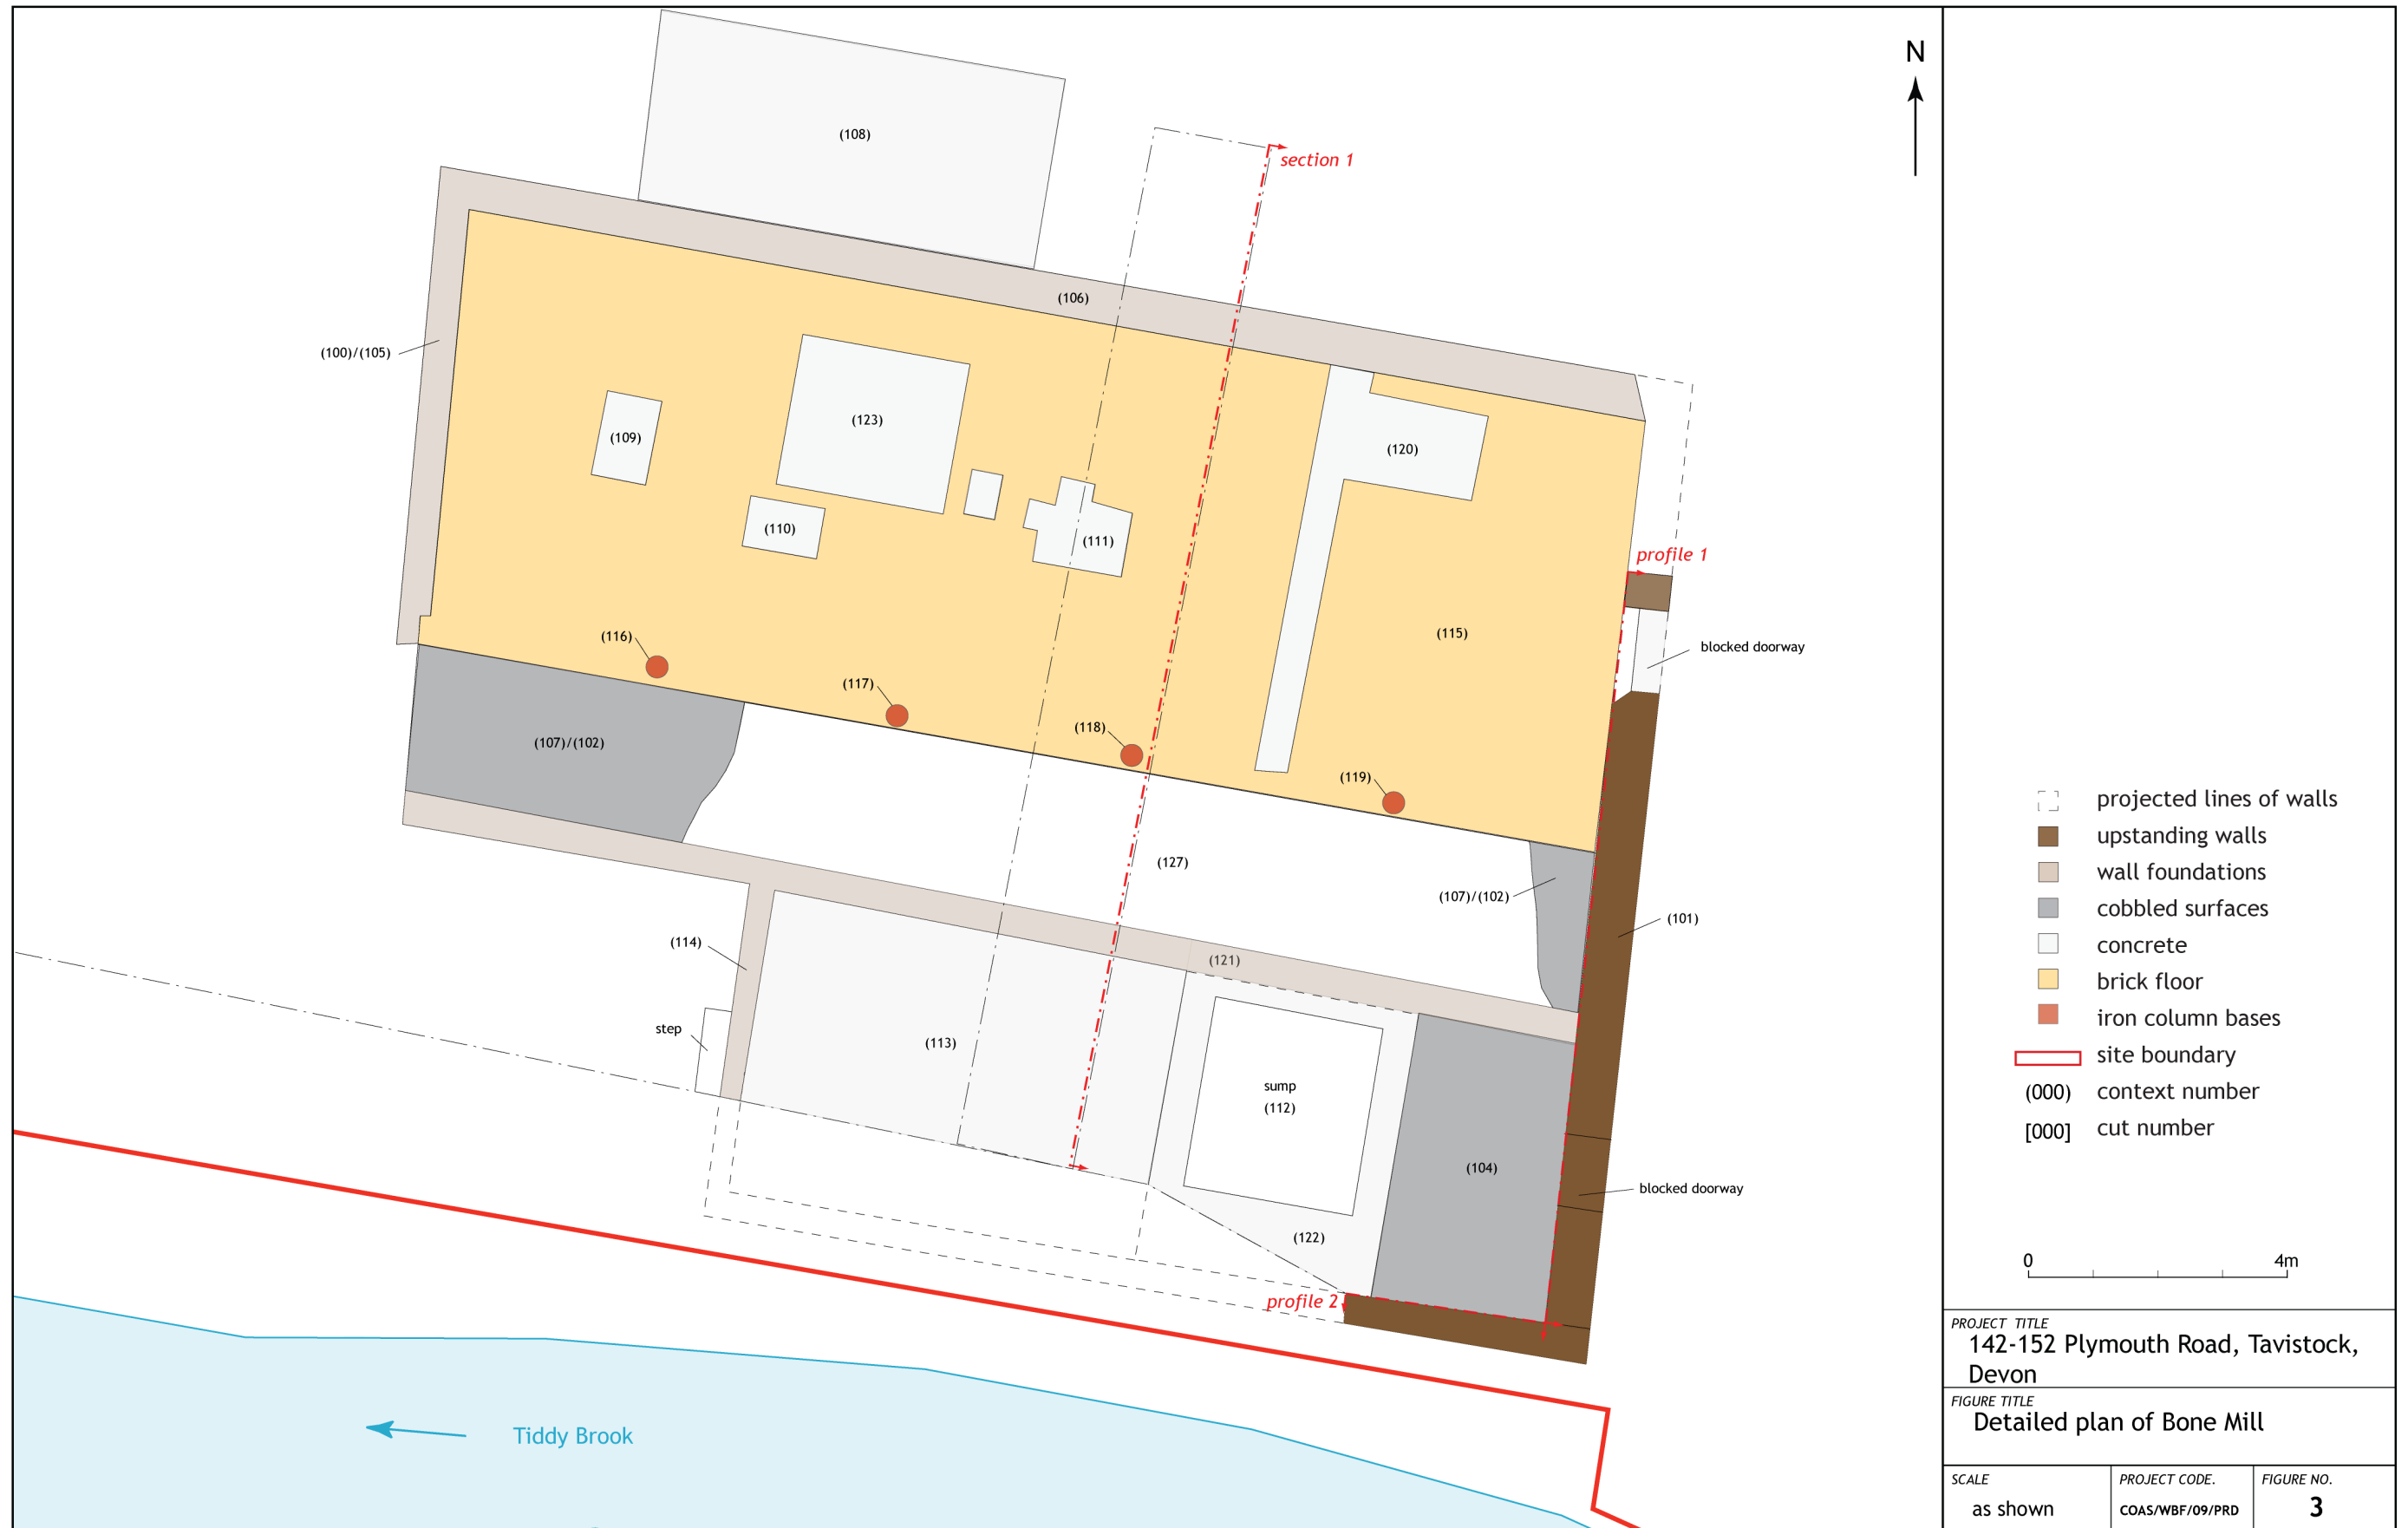 N
(108)
section 1
(106)
(100)/(105)
(123)
(109)
(120)
(110)
(111)
profile 1
(115)
(116)
blocked doorway
(117)
(118)
(107)/(102)
(119)
(127)
(107)/(102)
(101)
(114)
(121)
step
(113)
sump
(112)
(104)
blocked doorway
(122)
profile 2
Tiddy Brook
projected lines of walls
upstanding walls
wall foundations
cobbled surfaces
concrete
brick floor
iron column bases
site boundary
(000) context number
[000] cut number
0 4m
PROJECT TITLE
142-152 Plymouth Road, Tavistock,
Devon
FIGURE TITLE
Detailed plan of Bone Mill
SCALE
as shown
PROJECT CODE.
COAS/WBF/09/PRD
FIGURE NO.
3